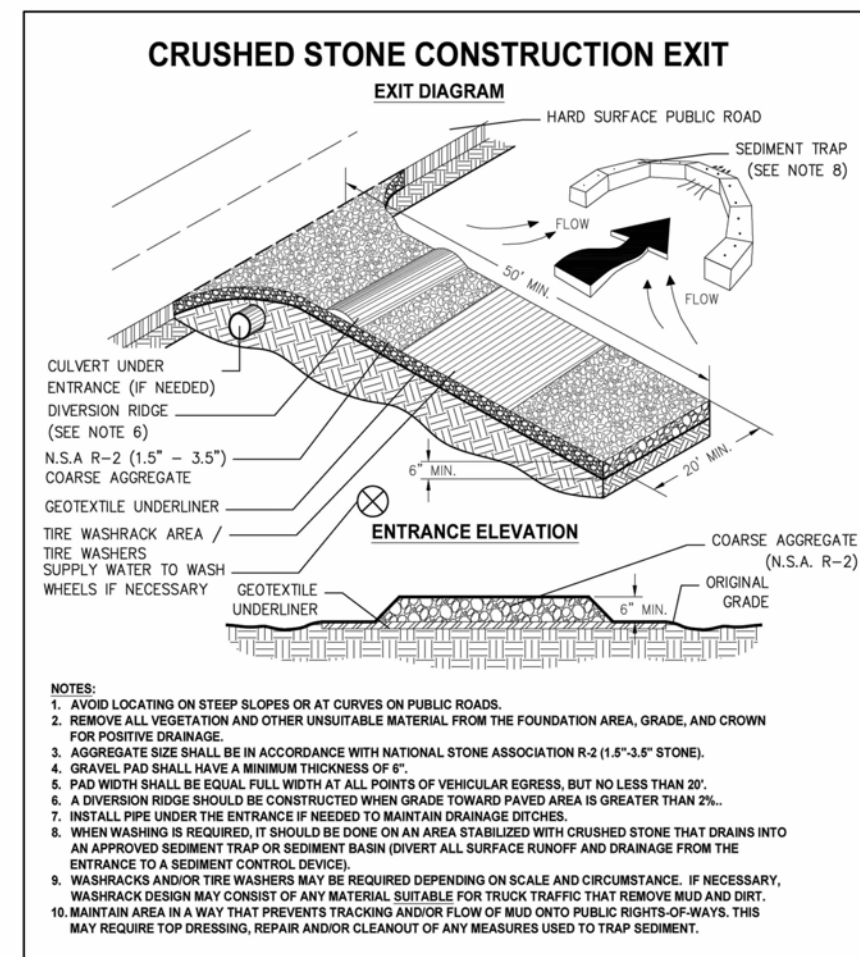 CRUSHED STONE CONSTRUCTION EXIT
EXIT DIAGRAM
HARD SURFACE PUBLIC ROAD
SEDIMENT TRAP
(SEE NOTE 8)
FLOW
50' MIN.
FLOW
CULVERT UNDER
ENTRANCE (IF NEEDED)
DIVERSION RIDGE
(SEE NOTE 6)
N.S.A R-2 (1.5" - 3.5")
COARSE AGGREGATE
GEOTEXTILE UNDERLINER
TIRE WASHRACK AREA /
TIRE WASHERS
SUPPLY WATER TO WASH
WHEELS IF NECESSARY
6" MIN.
20' MIN.
ENTRANCE ELEVATION
COARSE AGGREGATE
(N.S.A. R-2)
GEOTEXTILE
UNDERLINER
6" MIN.
ORIGINAL
GRADE
NOTES:
1. AVOID LOCATING ON STEEP SLOPES OR AT CURVES ON PUBLIC ROADS.
2. REMOVE ALL VEGETATION AND OTHER UNSUITABLE MATERIAL FROM THE FOUNDATION AREA, GRADE, AND CROWN
FOR POSITIVE DRAINAGE.
3. AGGREGATE SIZE SHALL BE IN ACCORDANCE WITH NATIONAL STONE ASSOCIATION R-2 (1.5"-3.5" STONE).
4. GRAVEL PAD SHALL HAVE A MINIMUM THICKNESS OF 6".
5. PAD WIDTH SHALL BE EQUAL FULL WIDTH AT ALL POINTS OF VEHICULAR EGRESS, BUT NO LESS THAN 20'.
6. A DIVERSION RIDGE SHOULD BE CONSTRUCTED WHEN GRADE TOWARD PAVED AREA IS GREATER THAN 2%..
7. INSTALL PIPE UNDER THE ENTRANCE IF NEEDED TO MAINTAIN DRAINAGE DITCHES.
8. WHEN WASHING IS REQUIRED, IT SHOULD BE DONE ON AN AREA STABILIZED WITH CRUSHED STONE THAT DRAINS INTO
AN APPROVED SEDIMENT TRAP OR SEDIMENT BASIN (DIVERT ALL SURFACE RUNOFF AND DRAINAGE FROM THE
ENTRANCE TO A SEDIMENT CONTROL DEVICE).
9. WASHRACKS AND/OR TIRE WASHERS MAY BE REQUIRED DEPENDING ON SCALE AND CIRCUMSTANCE. IF NECESSARY,
WASHRACK DESIGN MAY CONSIST OF ANY MATERIAL SUITABLE FOR TRUCK TRAFFIC THAT REMOVE MUD AND DIRT.
10. MAINTAIN AREA IN A WAY THAT PREVENTS TRACKING AND/OR FLOW OF MUD ONTO PUBLIC RIGHTS-OF-WAYS. THIS
MAY REQUIRE TOP DRESSING, REPAIR AND/OR CLEANOUT OF ANY MEASURES USED TO TRAP SEDIMENT.